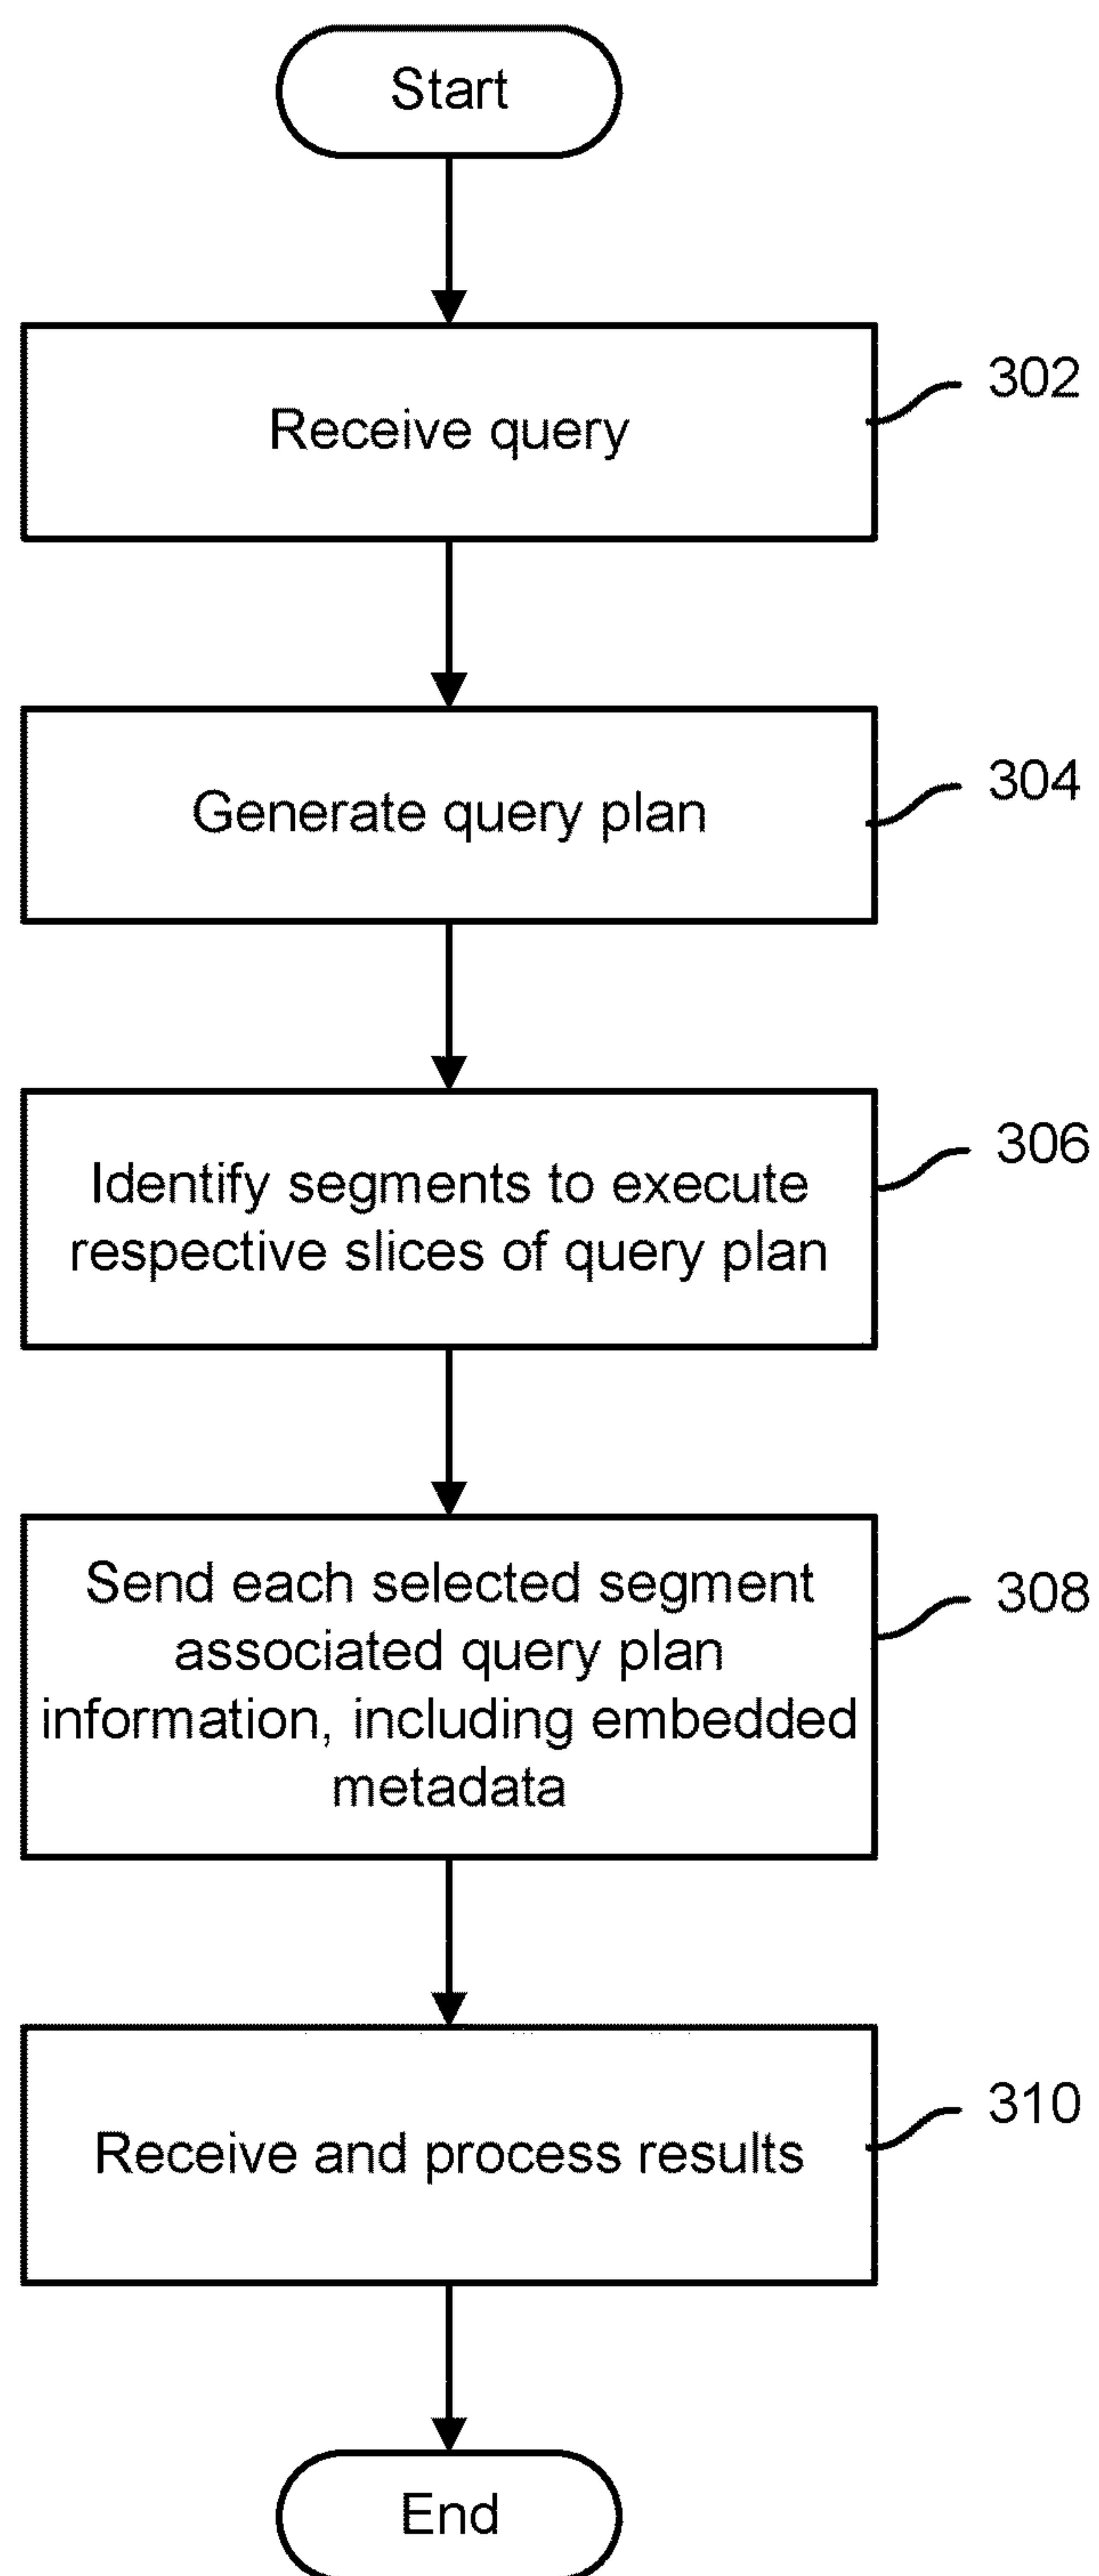 Start
302
Receive query
304
Generate query plan
306
Identify segments to execute
respective slices of query plan
308
Send each selected segment
associated query plan
information, including embedded
metadata
310
Receive and process results
End